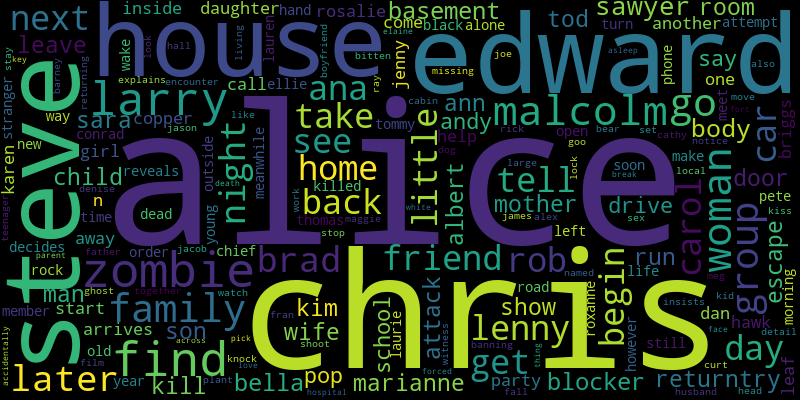 next
inside
daughter
hand
rosalie
basement
sawyer
room
house
edward
come
black
alone
tod
turn
another
attempt
leave
wake
lauren
look
hall
living
boyfriend
elaine
bitten
jenny
phone
say
one
missing
joe
also
asleep
steve
larry
call
ellie
ray
stay
key
barney
returning
explains
encounter
ana
take
ann
malcolm
go
move
fort
meet
car
briggs
stranger
way
sara
copper
jason
like
tommy
andy
cabin
rick
bear
set
cathy
notice
body
conrad
night
see
help
dog
open
karen
new
girl
outside
meanwhile
little
large
goo
lock
soon
make
local
break
alice
home
child
reveals
denise
death
killed
back
albert
tell
mother
drive
woman
door
n
time
dead
young
work
thomas
maggie
white
james
alex
sex
carol
pete
kiss
teenager
decides
away
father
order
jacob
chief
stop
left
group
escape
parent
rock
zombie
brad
friend
rob
run
life
meg
man
ghost
together
watch
road
named
insists
kid
morning
member
start
family
fran
kim
show
begin
roxanne
dan
detail
arrives
son
pick
wife
school
laurie
attack
witness
lenny
however
still
hawk
face
accidentally
old
film
across
knock
shoot
chris
banning
get
thing
day
curt
leaf
later
find
year
plant
love
bella
pop
marianne
party
blocker
returntry
kill
hospital
forced
fall
husband
head